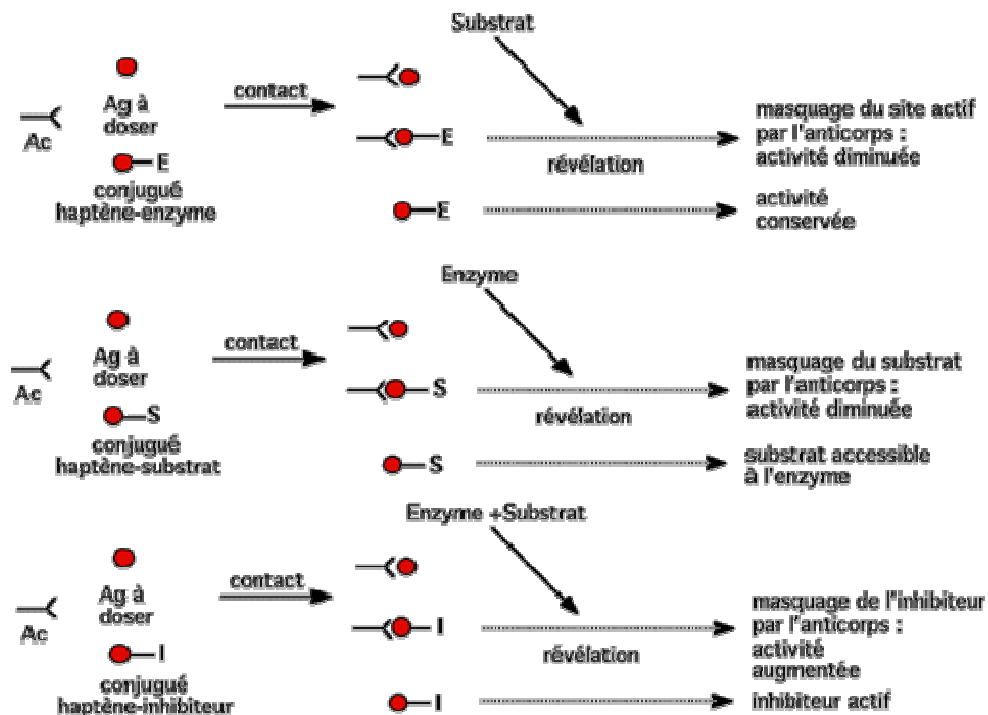 Substrat
Ag à
doser
Ac
E
conjugué
haptène-enzyme
contact
E
révélation
masquage du site actif
par l'anticorps :
activité diminuée
E
activité
conservée
Enzyme
Ag à
doser
Ac
S
conjugué
haptène-substrat
contact
S
révélation
masquage du substrat
par l'anticorps :
activité diminuée
S
substrat accessible
à l'enzyme
Enzyme +Substrat
Ag à
doser
Ac
I
conjugué
haptène-inhibiteur
contact
I
révélation
masquage de l'inhibiteur
par l'anticorps :
activité
augmentée
I
inhibiteur actif